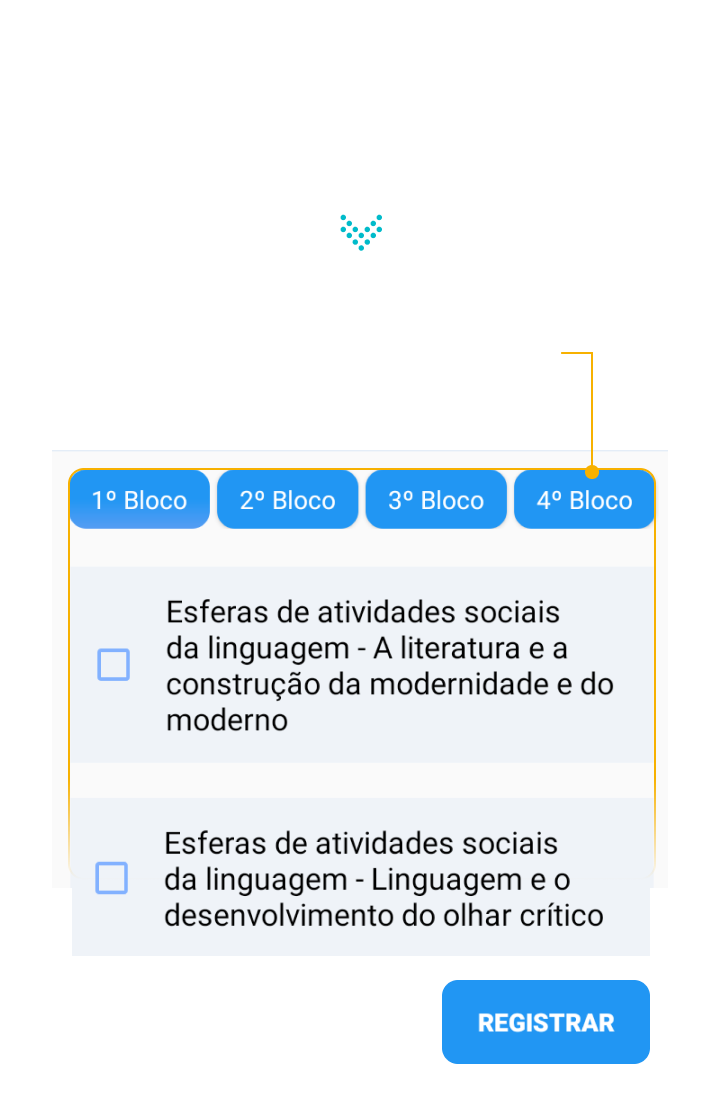 1º Bloco 2º Bloco 3º Bloco 4º Bloco
Esferas de atividades sociais
da linguagem - A literatura e a
construção da modernidade e do
moderno
Esferas de atividades sociais
da linguagem - Linguagem e o
desenvolvimento do olhar crítico
REGISTRAR